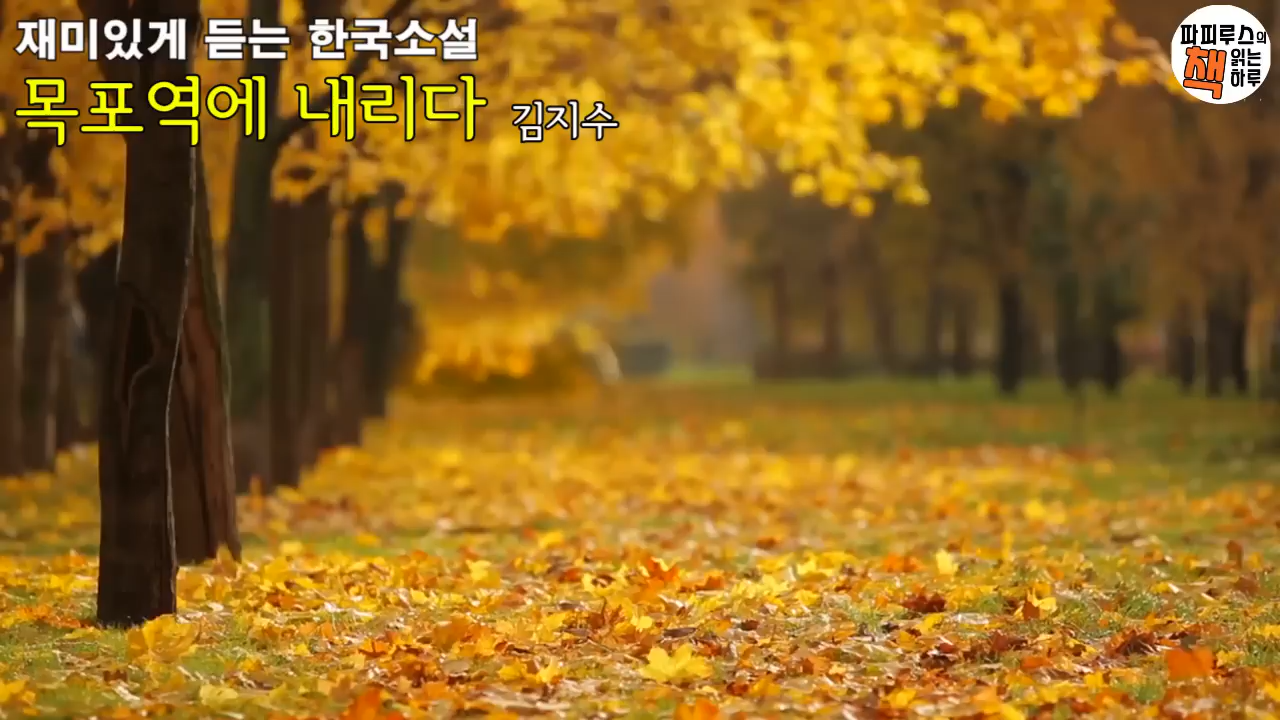 재미있게 듣는 한국소설
목포역에 내리다 김지수
파피루스의
책 읽는
하루